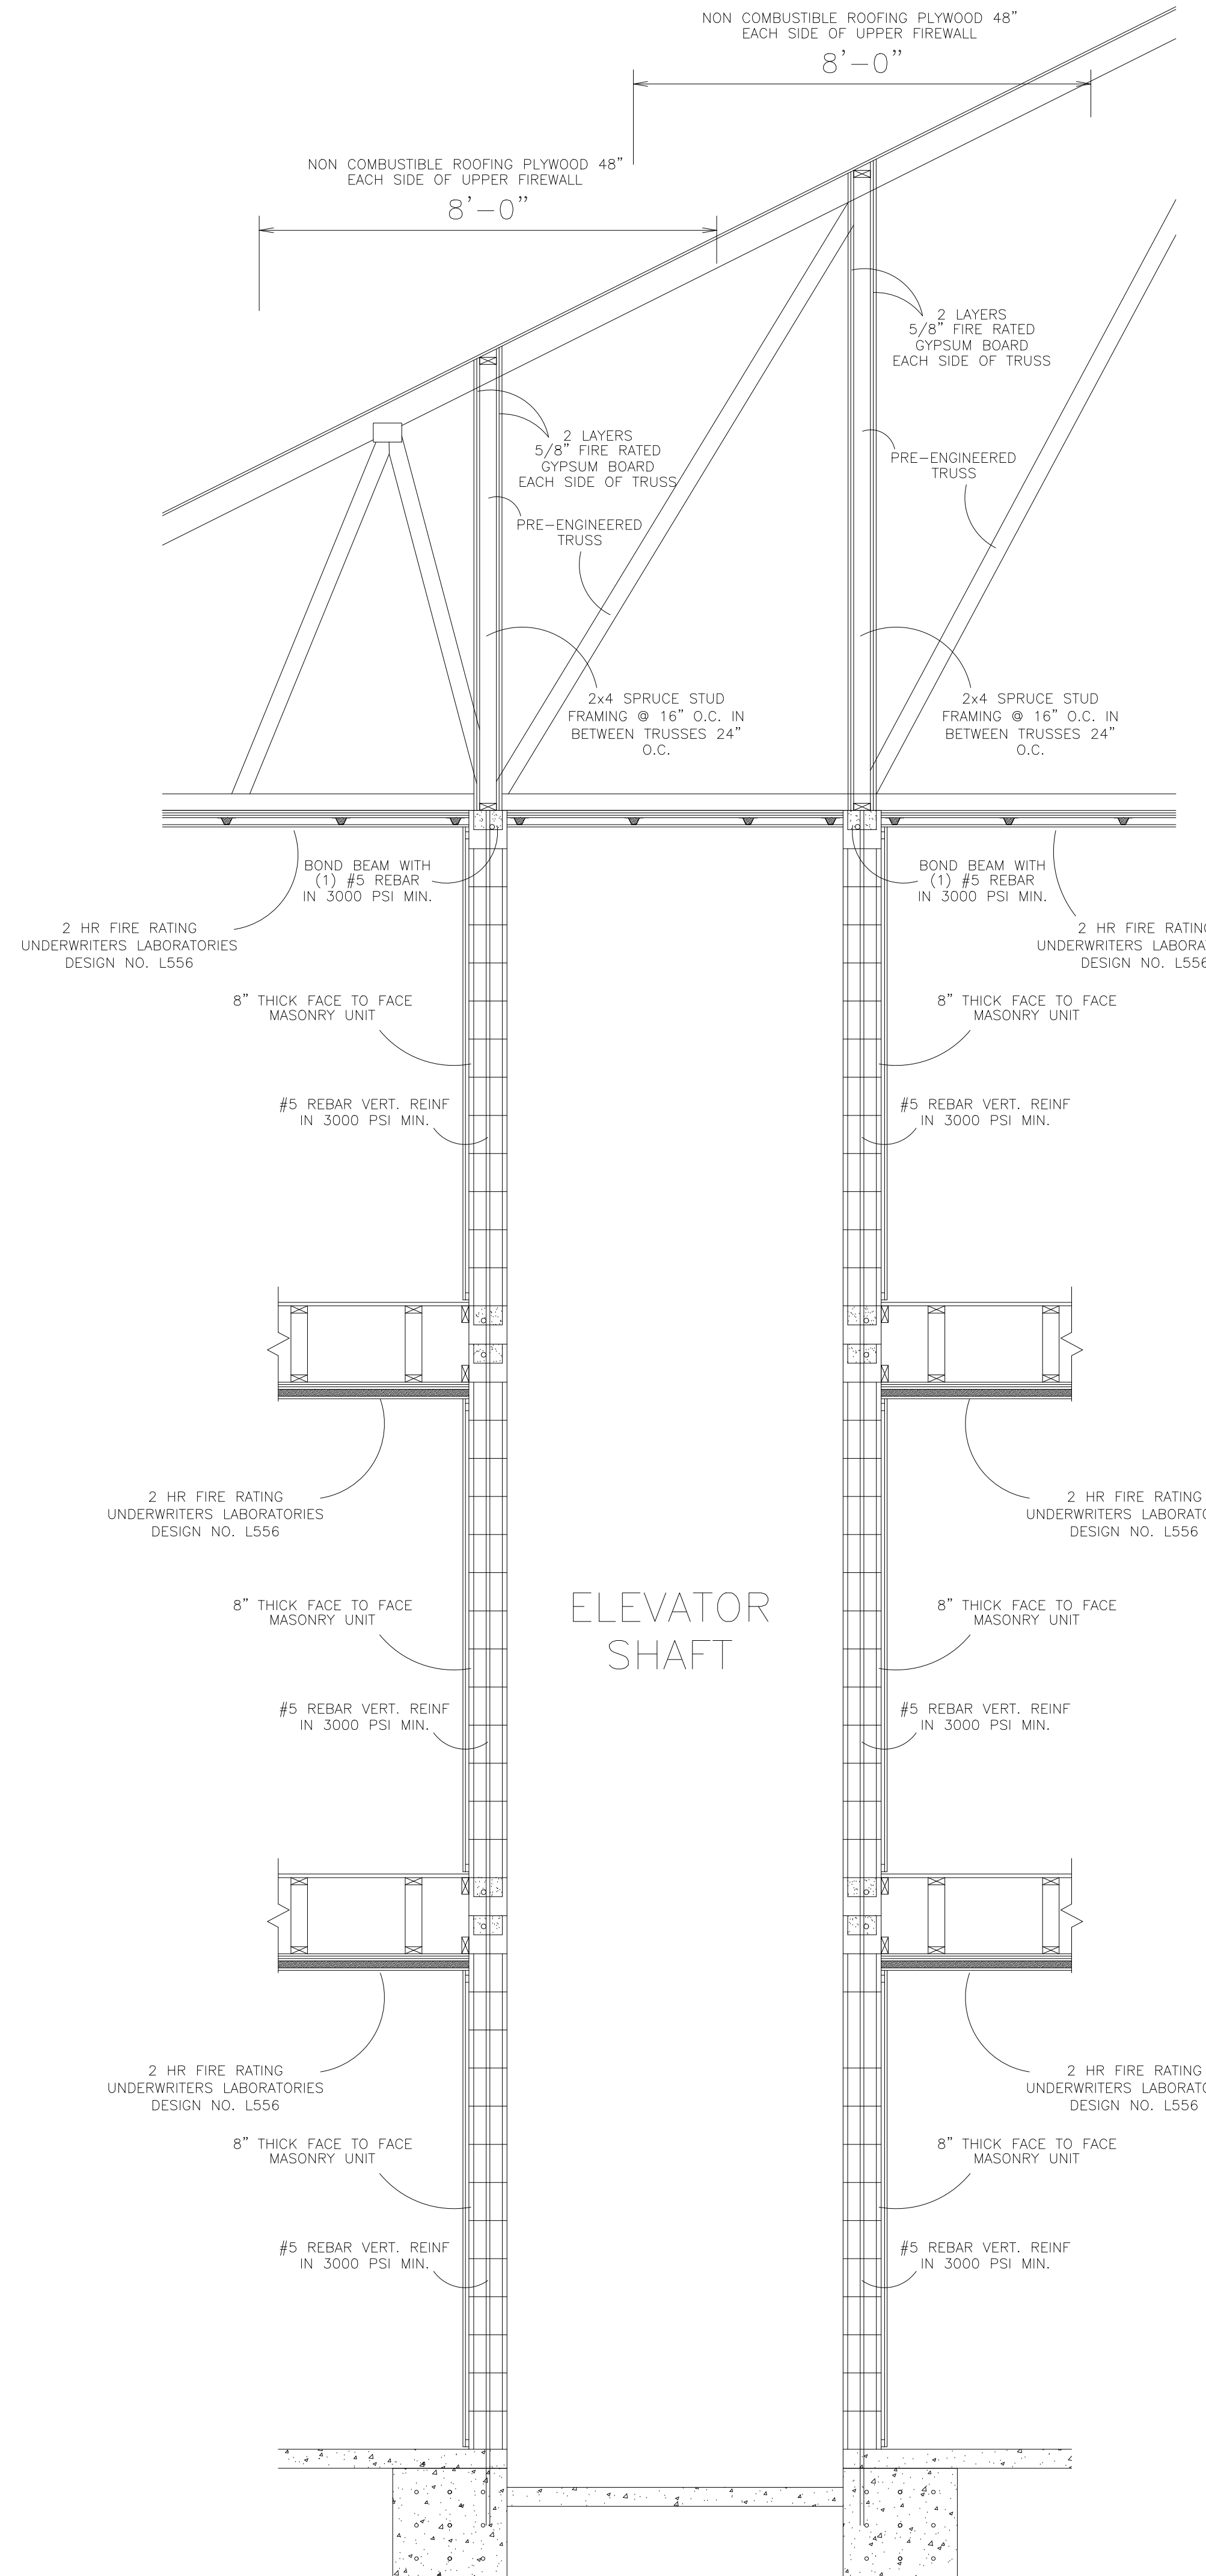 NON COMBUSTIBLE ROOFING PLYWOOD 48"
EACH SIDE OF UPPER FIREWALL
8'-0"
NON COMBUSTIBLE ROOFING PLYWOOD 48"
EACH SIDE OF UPPER FIREWALL
8'-0"
2 LAYERS
5/8" FIRE RATED
GYPSUM BOARD
EACH SIDE OF TRUSS
2 LAYERS
5/8" FIRE RATED
GYPSUM BOARD
EACH SIDE OF TRUSS
PRE-ENGINEERED
TRUSS
PRE-ENGINEERED
TRUSS
2x4 SPRUCE STUD
FRAMING @ 16" O.C. IN
BETWEEN TRUSSES 24"
O.C.
2x4 SPRUCE STUD
FRAMING @ 16" O.C. IN
BETWEEN TRUSSES 24"
O.C.
BOND BEAM WITH
(1) #5 REBAR
IN 3000 PSI MIN.
BOND BEAM WITH
(1) #5 REBAR
IN 3000 PSI MIN.
2 HR FIRE RATING
UNDERWRITERS LABORATORIES
DESIGN NO. L556
2 HR FIRE RATING
UNDERWRITERS
DESIGN NO. L556
8" THICK FACE TO FACE
MASONRY UNIT
8" THICK FACE TO FACE
MASONRY UNIT
#5 REBAR VERT. REINF
IN 3000 PSI MIN.
#5 REBAR VERT. REINF
IN 3000 PSI MIN.
2 HR FIRE RATING
UNDERWRITERS LABORATORIES
DESIGN NO. L556
2 HR FIRE RATING
UNDERWRITERS
DESIGN NO. L556
8" THICK FACE TO FACE
MASONRY UNIT
ELEVATOR
SHAFT
8" THICK FACE TO FACE
MASONRY UNIT
#5 REBAR VERT. REINF
IN 3000 PSI MIN.
#5 REBAR VERT. REINF
IN 3000 PSI MIN.
2 HR FIRE RATING
UNDERWRITERS LABORATORIES
DESIGN NO. L556
2 HR FIRE RATING
UNDERWRITERS
DESIGN NO. L556
8" THICK FACE TO FACE
MASONRY UNIT
8" THICK FACE TO FACE
MASONRY UNIT
#5 REBAR VERT. REINF
IN 3000 PSI MIN.
#5 REBAR VERT. REINF
IN 3000 PSI MIN.